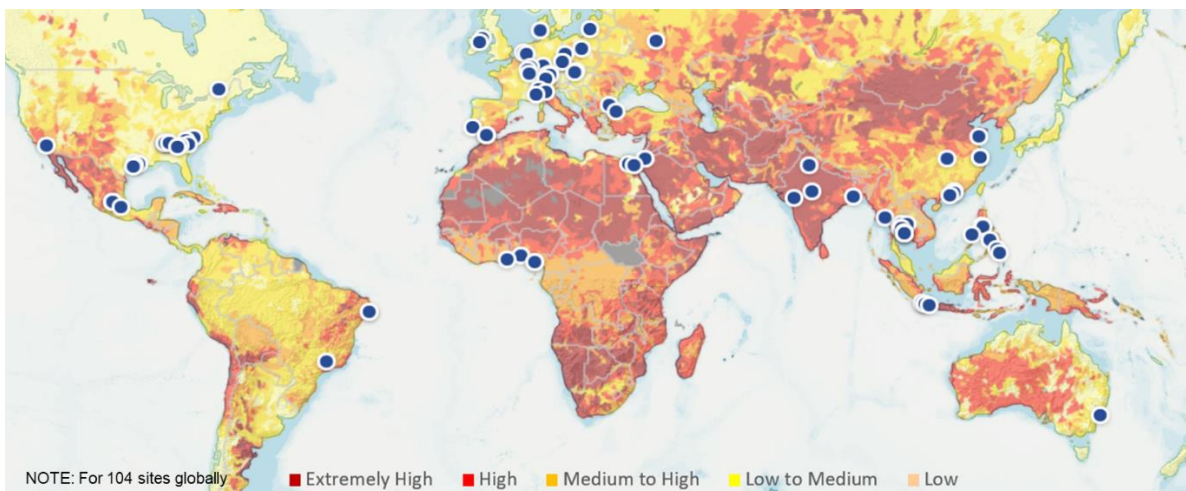 NOTE: For 104 sites globally
Extremely High
High
Medium to High
Low to Medium
Low